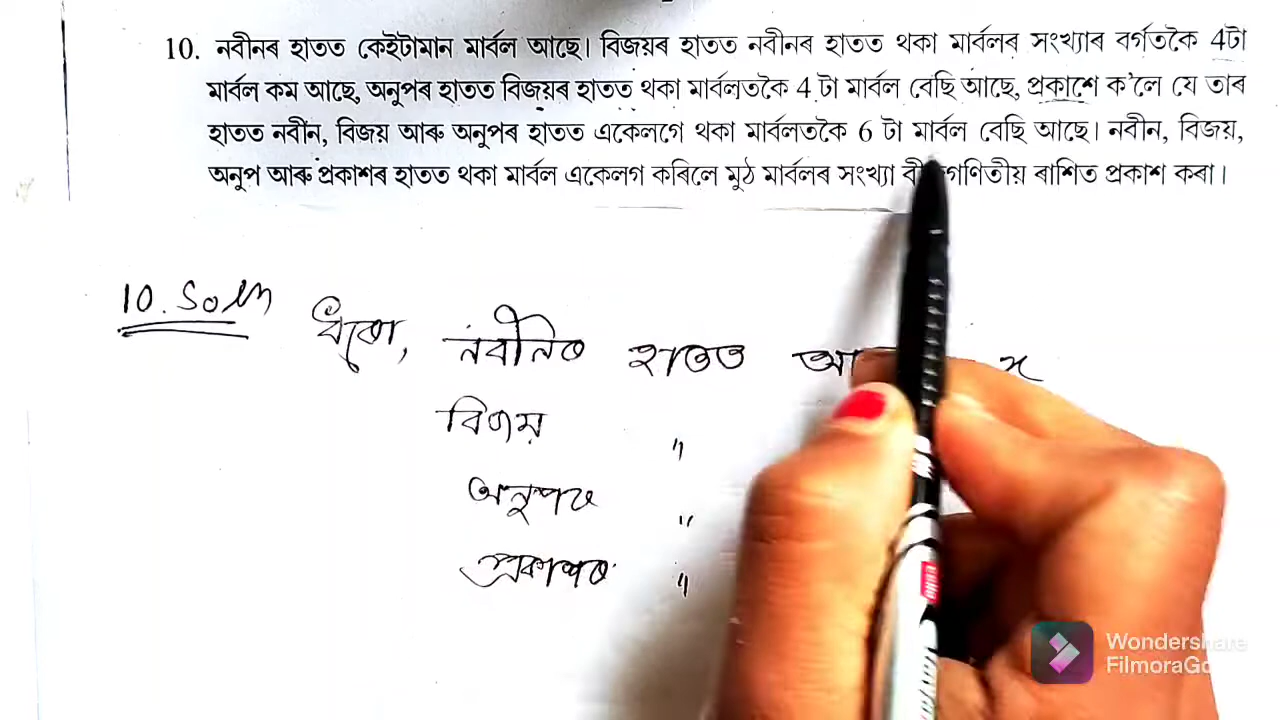 10. নবীনৰ হাতত কেইটামান মাৰ্বল আছে। বিজয়ৰ হাতত নবীনৰ হাতত থকা মাৰ্বলৰ সংখ্যাৰ বৰ্গতকৈ 4টা
মাৰ্বল কম আছে, অনুপৰ হাতত বিজয়ৰ হাতত থকা মাৰ্বলতকৈ 4 টা মাৰ্বল বেছি আছে, প্ৰকাশে ক'লে যে তাৰ
হাতত নবীন, বিজয় আৰু অনুপৰ হাতত একেলগে থকা মাৰ্বলতকৈ 6 টা মাৰ্বল বেছি আছে। নবীন, বিজয়,
অনুপ আৰু প্ৰকাশৰ হাতত থকা মাৰ্বল একেলগ কৰিলে মুঠ মাৰ্বলৰ সংখ্যা ৰাশিত প্ৰকাশ কৰা।
10. Soln ধৰো, নবীনৰ হাতত x
বিজয় "
অনুপৰ "
প্ৰকাশৰ "
Wondershare
FilmoraGo